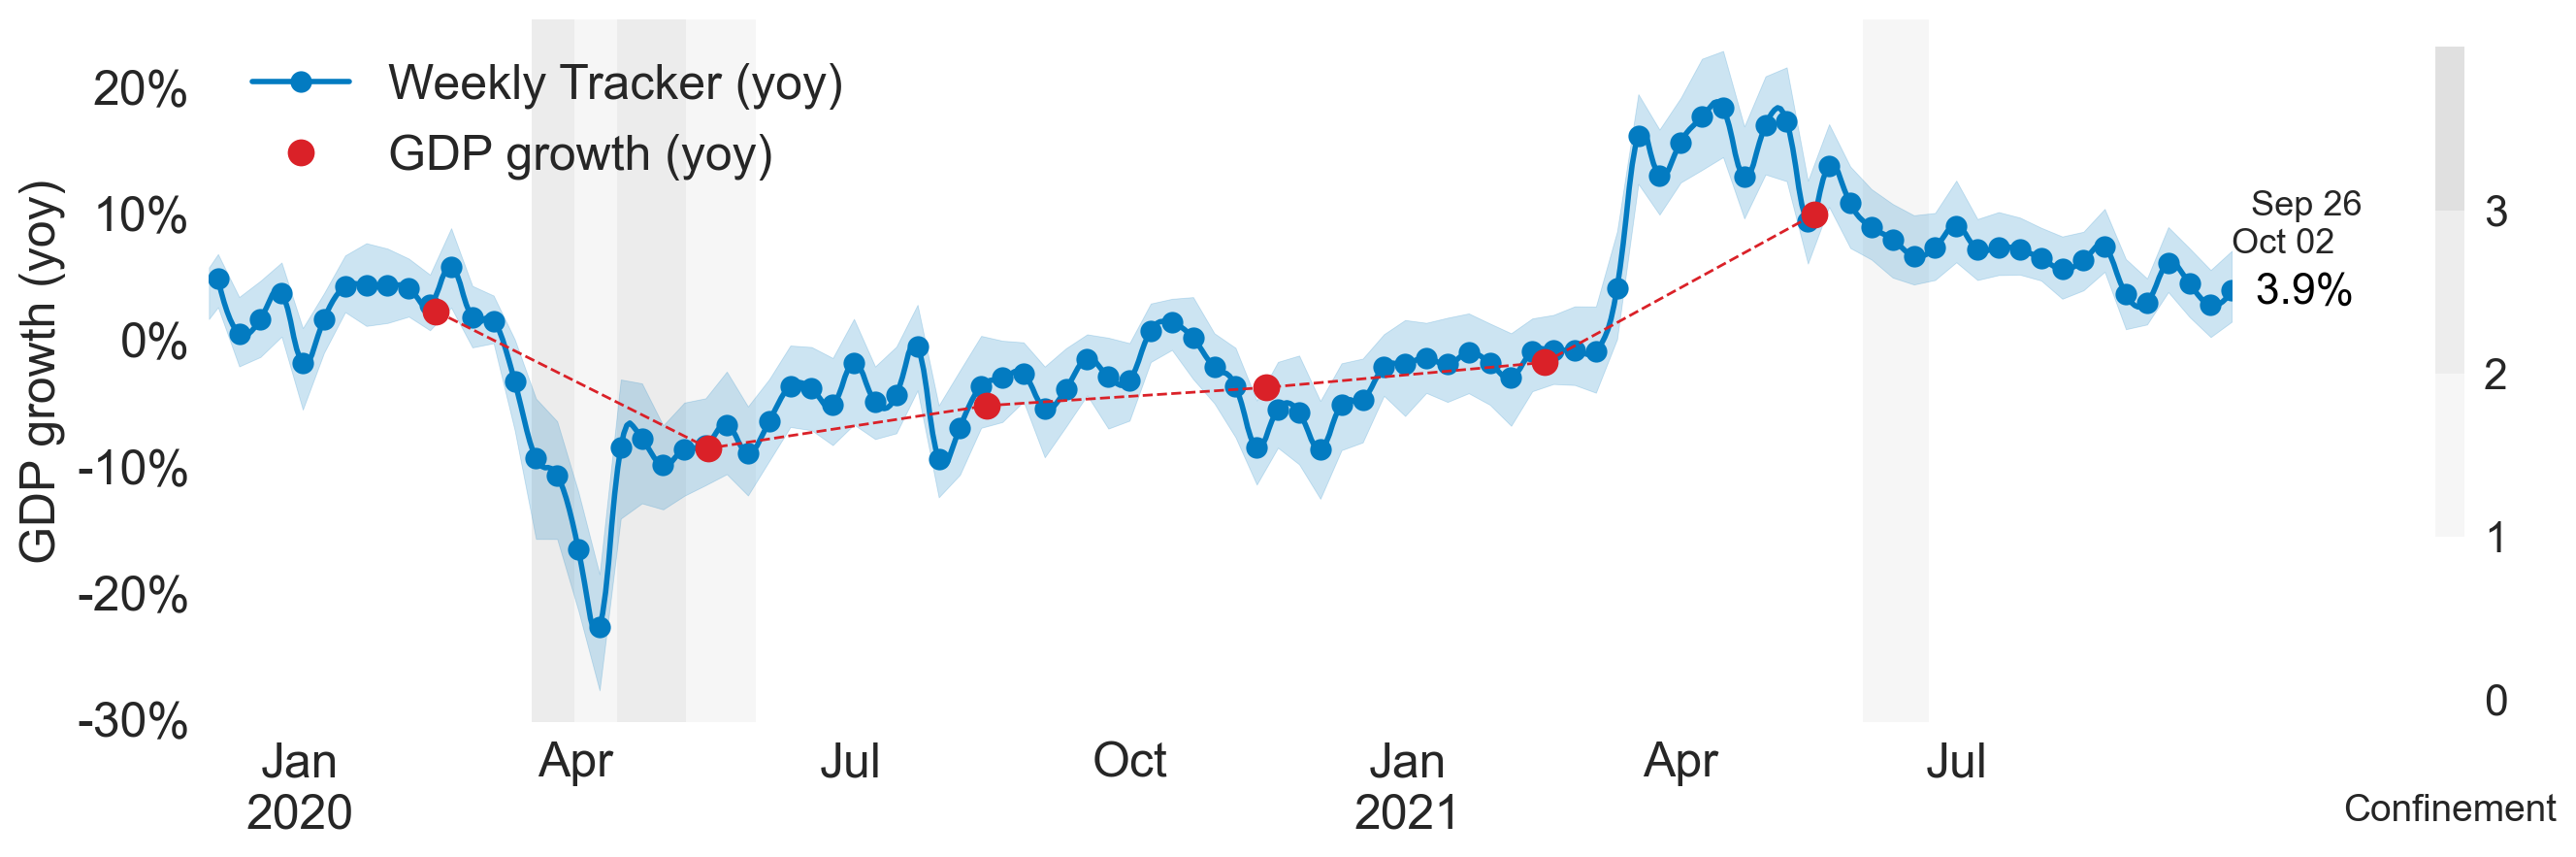 Weekly Tracker (yoy)
GDP growth (yoy)
GDP growth (yoy)
20%
10%
0%
-10%
-20%
-30%
Jan
2020
Apr
Jul
Oct
Jan
2021
Apr
Jul
Sep 26
Oct 02
3.9%
3
2
1
0
Confinement